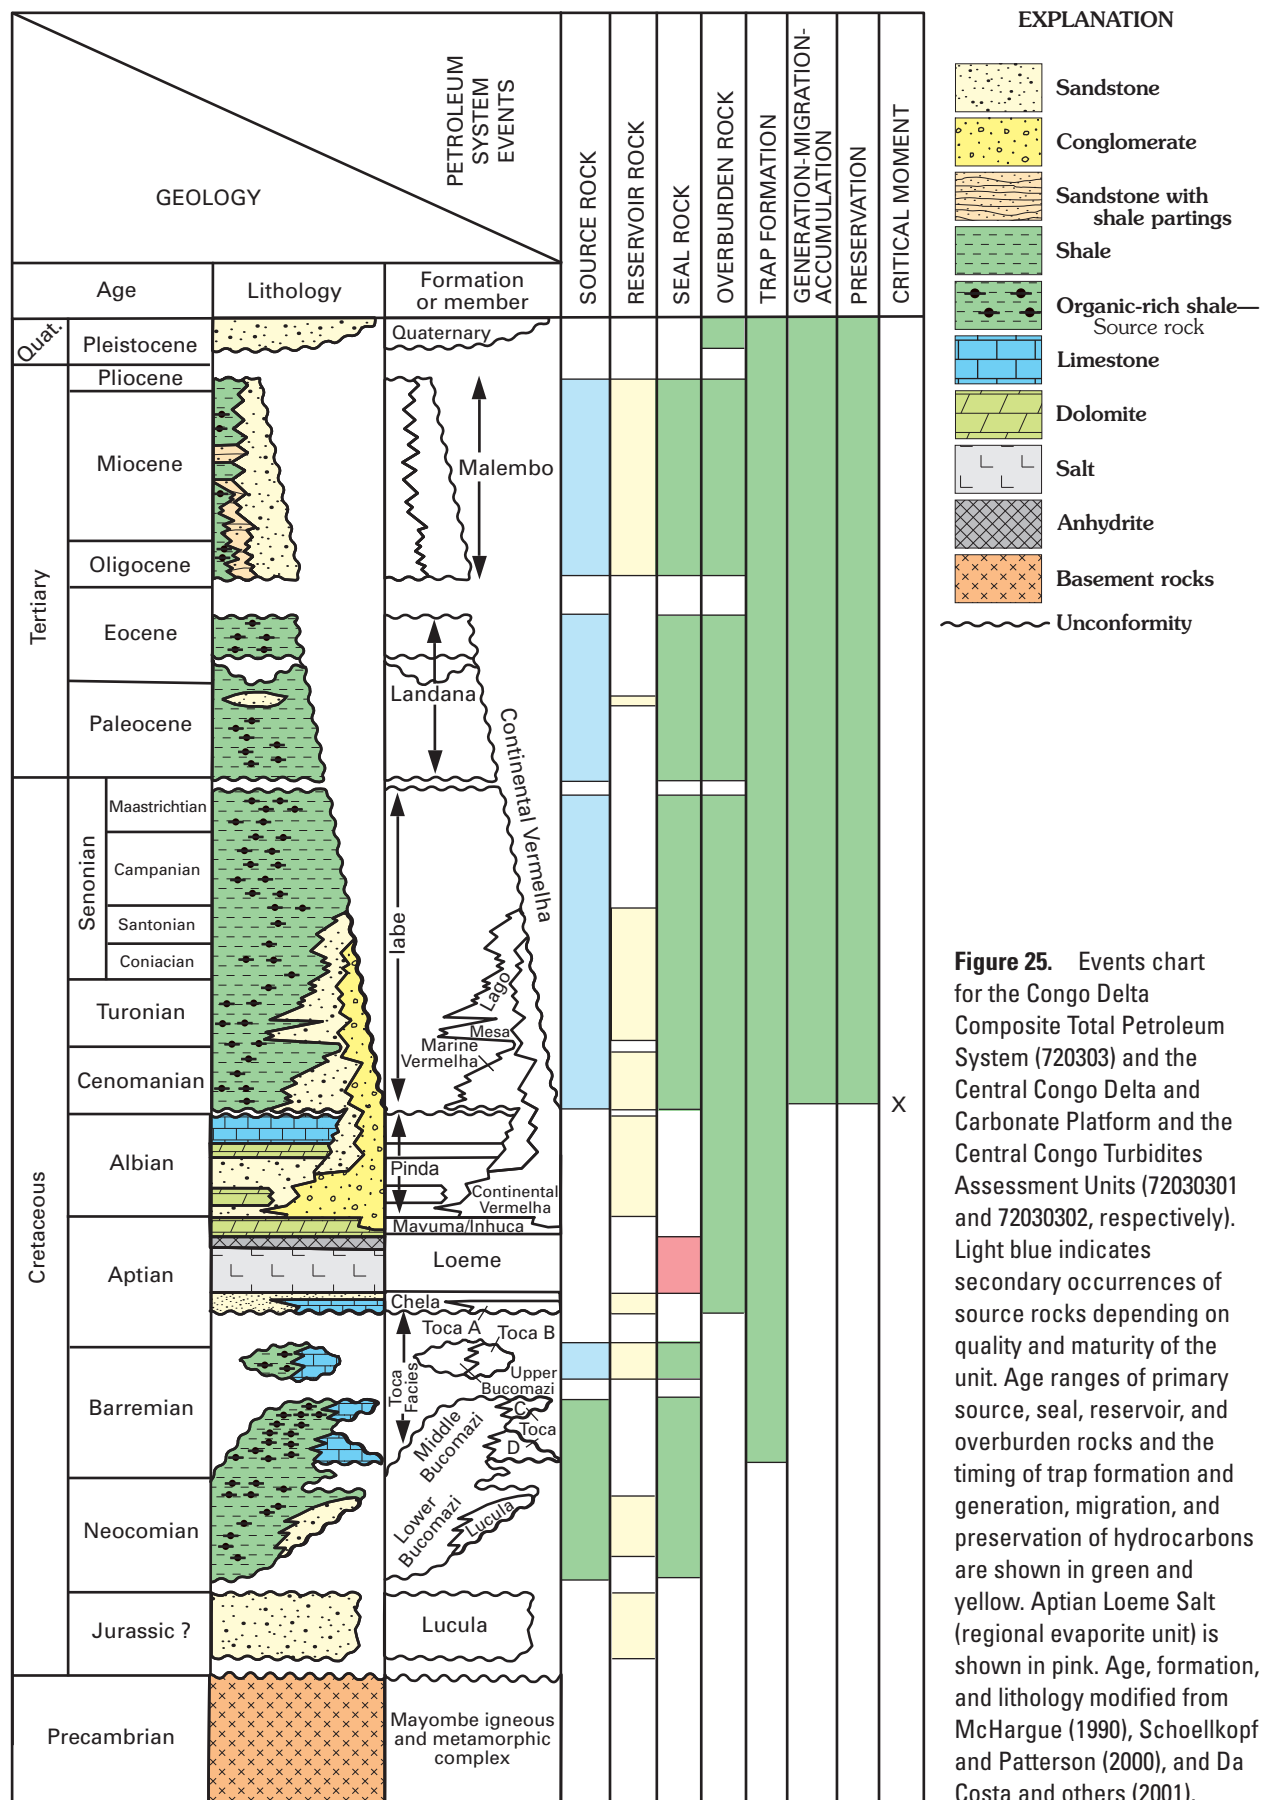 GEOLOGY
PETROLEUM
SYSTEM
EVENTS
SOURCE ROCK
RESERVOIR ROCK
SEAL ROCK
OVERBURDEN ROCK
TRAP FORMATION
GENERATION-MIGRATION-
ACCUMULATION
PRESERVATION
CRITICAL MOMENT
Age
Lithology
Formation
or member
Quat.
Pleistocene
Quaternary
Tertiary
Pliocene
Miocene
Malembo
Oligocene
Eocene
Landana
Paleocene
Continental Vermelha
Cretaceous
Senonian
Maastrichtian
Campanian
Santonian
Coniacian
Iabe
Lago
Turonian
Mesa
Marine
Vermelha
Cenomanian
X
Albian
Pinda
Continental
Vermelha
Mavuma/Inhuca
Aptian
Loeme
Chela
Toca A
Toca B
Toca
Facies
Upper
Bucomazi
Barremian
Middle
Bucomazi
C
Toca
D
Neocomian
Lower
Bucomazi
Lucula
Jurassic ?
Lucula
Precambrian
Mayombe igneous
and metamorphic
complex
EXPLANATION
Sandstone
Conglomerate
Sandstone with
shale partings
Shale
Organic-rich shale—
Source rock
Limestone
Dolomite
Salt
Anhydrite
Basement rocks
Unconformity
Figure 25. Events chart
for the Congo Delta
Composite Total Petroleum
System (720303) and the
Central Congo Delta and
Carbonate Platform and the
Central Congo Turbidites
Assessment Units (72030301
and 72030302, respectively).
Light blue indicates
secondary occurrences of
source rocks depending on
quality and maturity of the
unit. Age ranges of primary
source, seal, reservoir, and
overburden rocks and the
timing of trap formation and
generation, migration, and
preservation of hydrocarbons
are shown in green and
yellow. Aptian Loeme Salt
(regional evaporite unit) is
shown in pink. Age, formation,
and lithology modified from
McHargue (1990), Schoellkopf
and Patterson (2000), and Da
Costa and others (2001).